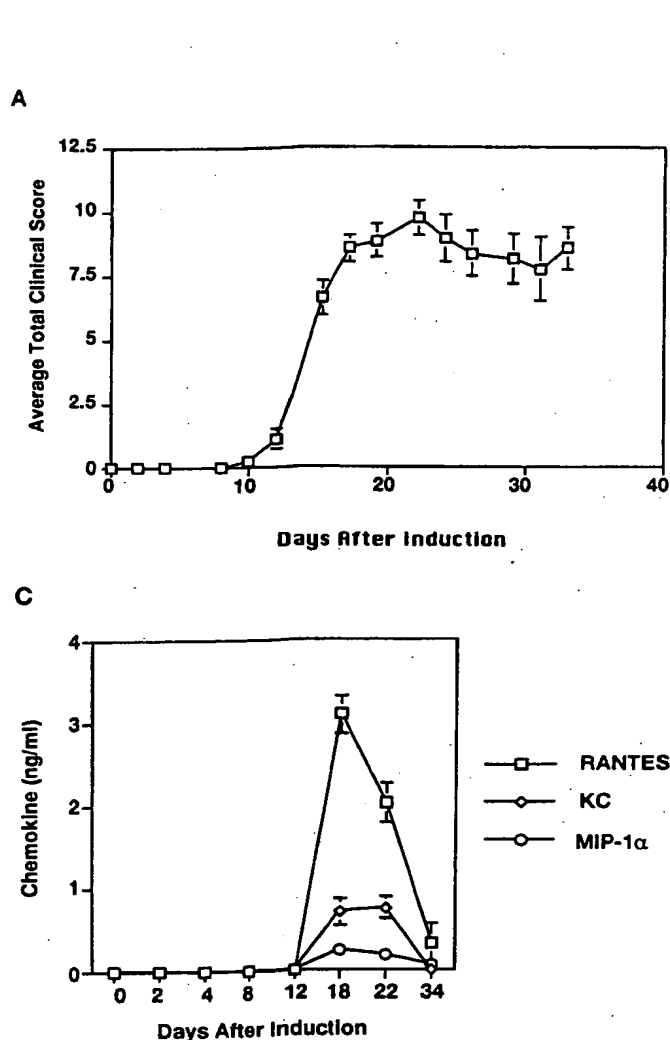 A
12.5
10
7.5
5
2.5
0
Average Total Clinical Score
0 10 20 30 40
Days After Induction
C
4
3
2
1
0
Chemokine (ng/ml)
0 2 4 8 12 18 22 34
Days After Induction
RANTES
KC
MIP-1α